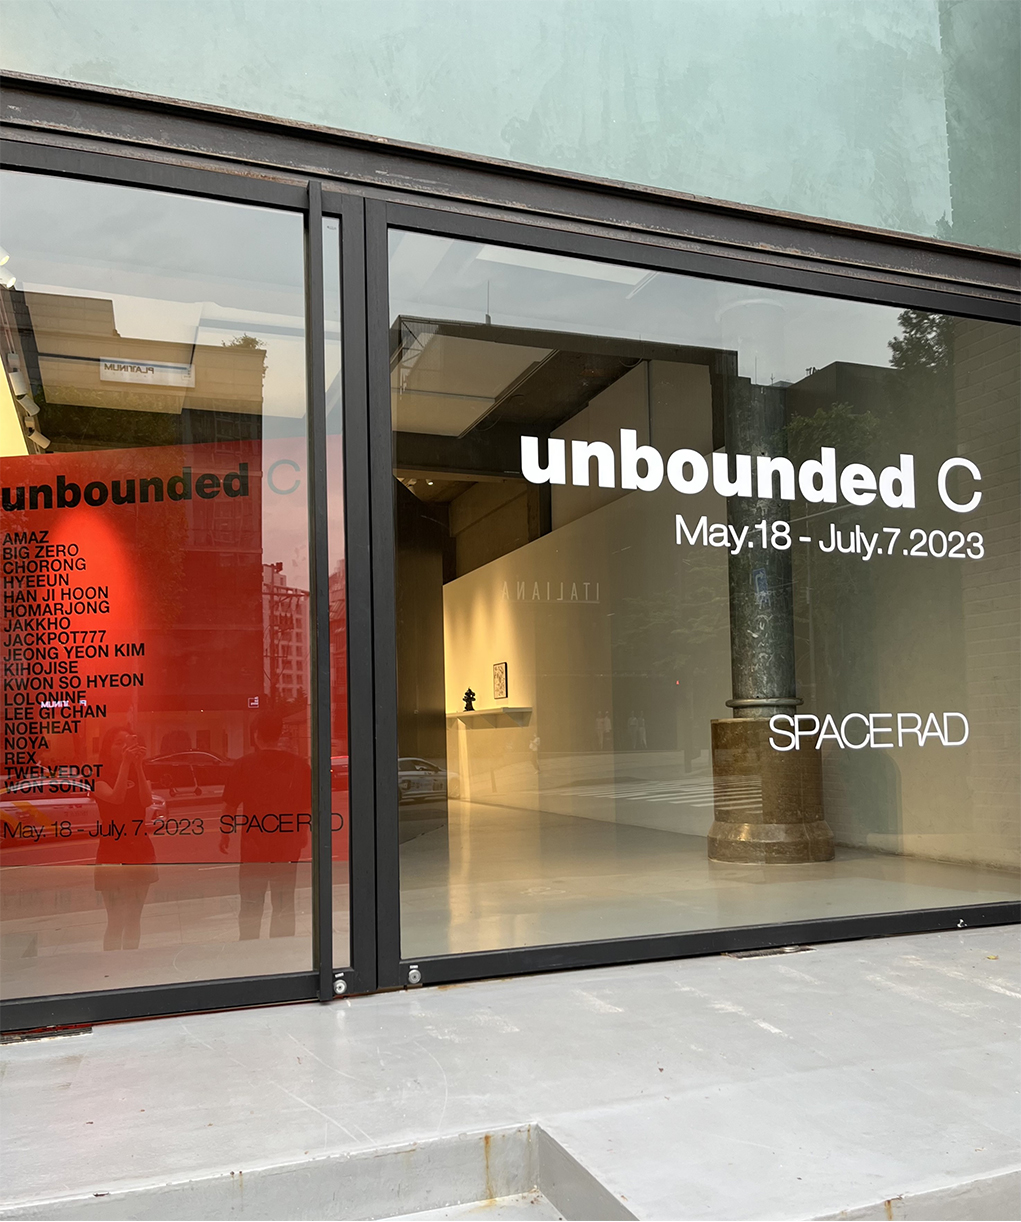 unbounded C
AMAZ
BIG ZERO
CHORONG
HYEEUN
HAN JI HOON
HOMARJONG
JAKKHO
JACKPOT777
JEONG YEON KIM
KIHOJISE
KWON SO HYEON
LOLONINE
LEE GI CHAN
NOEHEAT
NOYA
REX
TWELVEDOT
WON SOHN
May. 18 - July. 7. 2023 SPACE RAD
unbounded C
May.18 - July.7.2023
SPACE RAD
PLATINUM
ITALIANA